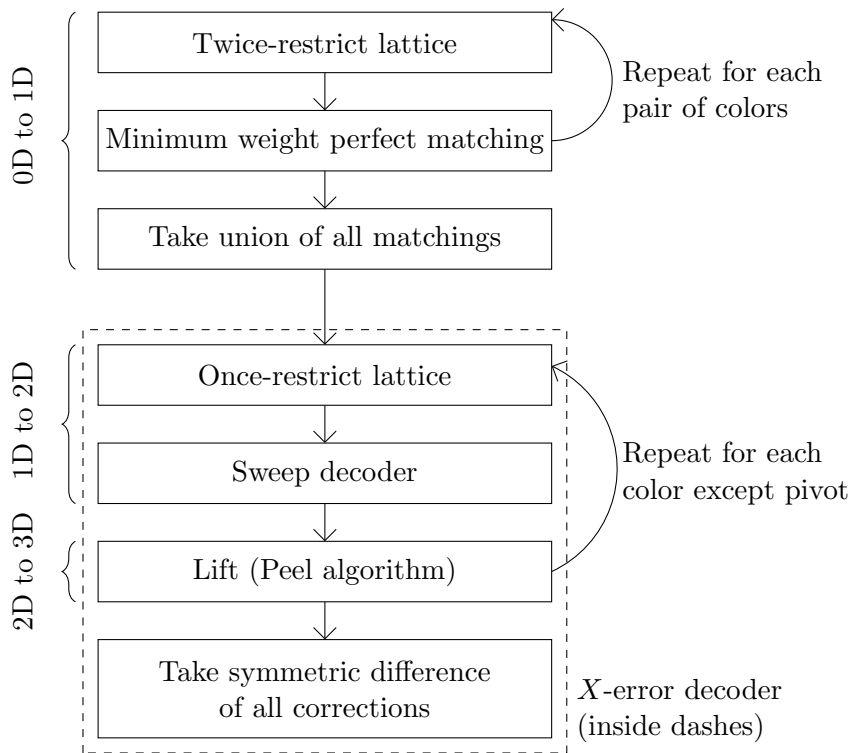 Twice-restrict lattice
Minimum weight perfect matching
Take union of all matchings
0D to 1D
Repeat for each
pair of colors
Once-restrict lattice
Sweep decoder
Lift (Peel algorithm)
Take symmetric difference
of all corrections
1D to 2D
2D to 3D
Repeat for each
color except pivot
X-error decoder
(inside dashes)